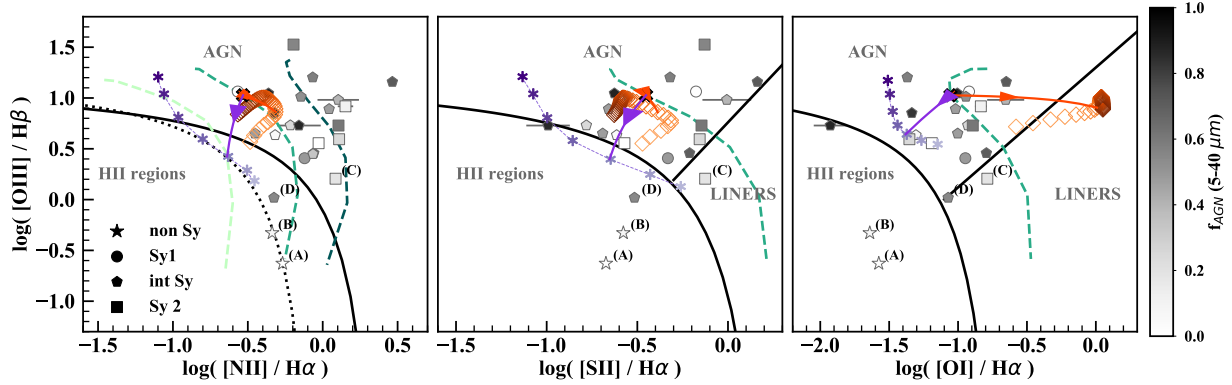 log( [OIII] / Hβ)
1.5
1.0
0.5
0.0
−0.5
−1.0
AGN
HII regions
(D)
(C)
(B)
(A)
non Sy
Sy1
int Sy
Sy 2
−1.5 −1.0 −0.5 0.0 0.5
log( [NII] / Hα)
AGN
HII regions
LINERS
(D)
(C)
(B)
(A)
−1.5 −1.0 −0.5 0.0
log( [SII] / Hα)
AGN
HII regions
LINERS
(D)
(C)
(B)
(A)
−2.0 −1.5 −1.0 −0.5 0.0
log( [OI] / Hα)
1.0
0.8
0.6
0.4
0.2
0.0
f_AGN (5-40 μm)